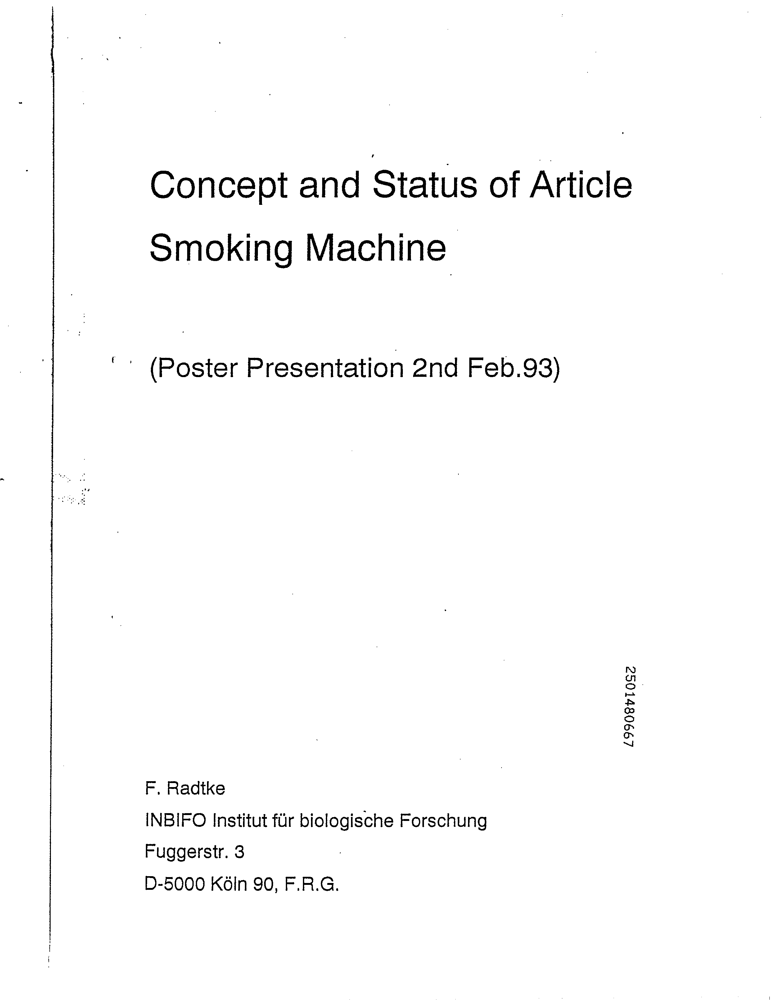 Concept and Status of Article
Smoking Machine
(Poster Presentation 2nd Feb.93)
2501480667
F. Radtke
INBIFO Institut für biologische Forschung
Fuggerstr. 3
D-5000 Köln 90, F.R.G.